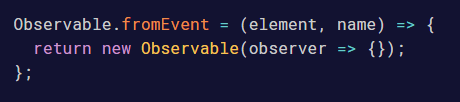 Observable.fromEvent = (element, name) => {
  return new Observable(observer => {});
};